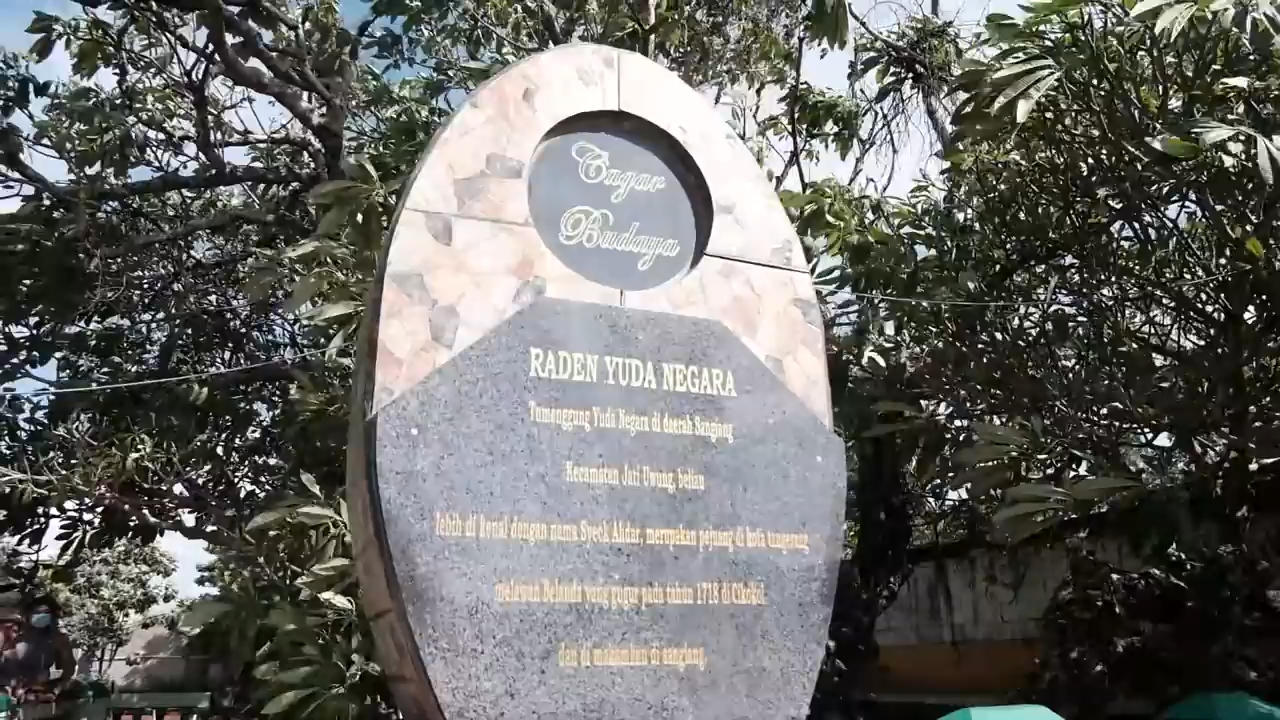 Cagar
Budaya
RADEN YUDA NEGARA
Tumenggung Yuda Negara di daerah Sangiang
Kecamatan Jati Uwung, beliau
lebih di kenal dengan nama Syech Ahdar, merupakan pejuang di kota tangerang
melawan Belanda yang gugur pada tahun 1718 di Cikokol.
dan di makamkan di sangiang.